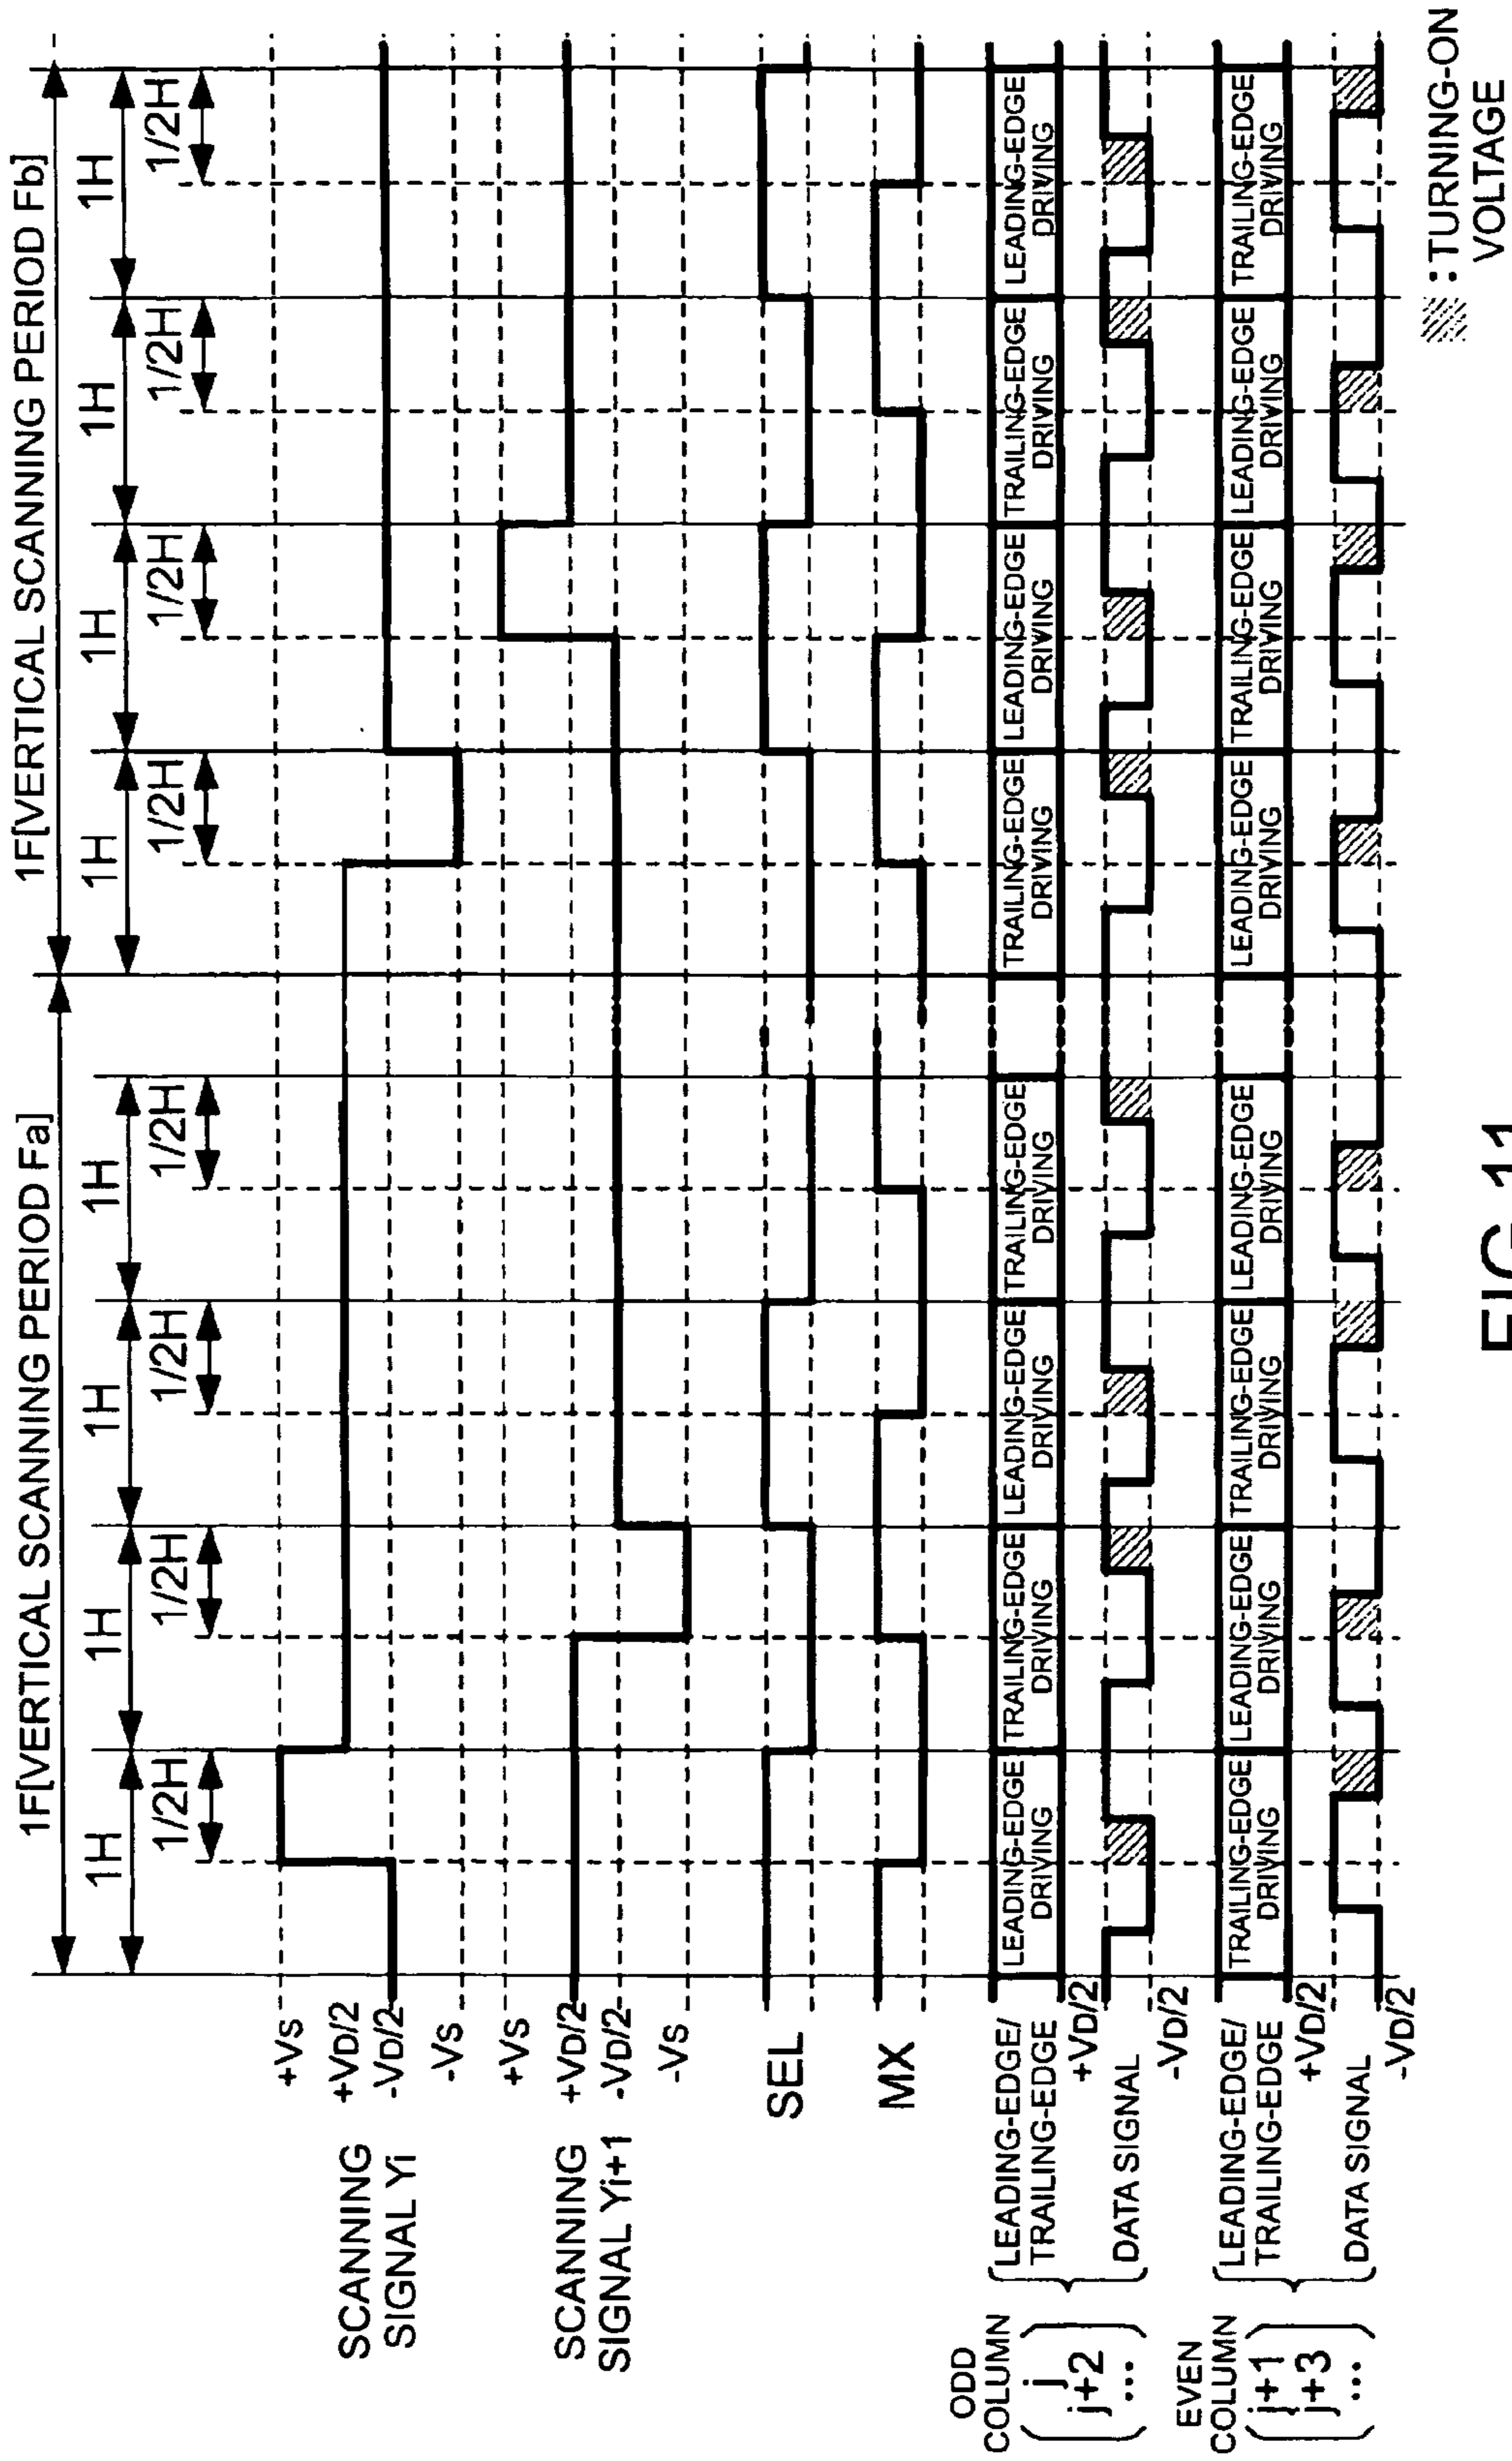 1F[VERTICAL SCANNING PERIOD Fa]
1F[VERTICAL SCANNING PERIOD Fb]
1H
1H
1H
1H
1H
1H
1H
1H
1/2H
1/2H
1/2H
1/2H
1/2H
1/2H
1/2H
1/2H
SCANNING
SIGNAL Yi
+VS
+VD/2
-VD/2
-VS
SCANNING
SIGNAL Yi+1
+VS
+VD/2
-VD/2
-VS
SEL
MX
ODD
COLUMN
j
j+2
...
LEADING-EDGE/
TRAILING-EDGE
LEADING-EDGE
DRIVING
TRAILING-EDGE
DRIVING
LEADING-EDGE
DRIVING
TRAILING-EDGE
DRIVING
TRAILING-EDGE
DRIVING
LEADING-EDGE
DRIVING
TRAILING-EDGE
DRIVING
LEADING-EDGE
DRIVING
DATA SIGNAL
+VD/2
-VD/2
EVEN
COLUMN
j+1
j+3
...
LEADING-EDGE/
TRAILING-EDGE
TRAILING-EDGE
DRIVING
LEADING-EDGE
DRIVING
TRAILING-EDGE
DRIVING
LEADING-EDGE
DRIVING
LEADING-EDGE
DRIVING
TRAILING-EDGE
DRIVING
LEADING-EDGE
DRIVING
TRAILING-EDGE
DRIVING
DATA SIGNAL
+VD/2
-VD/2
:TURNING-ON
VOLTAGE
FIG.11